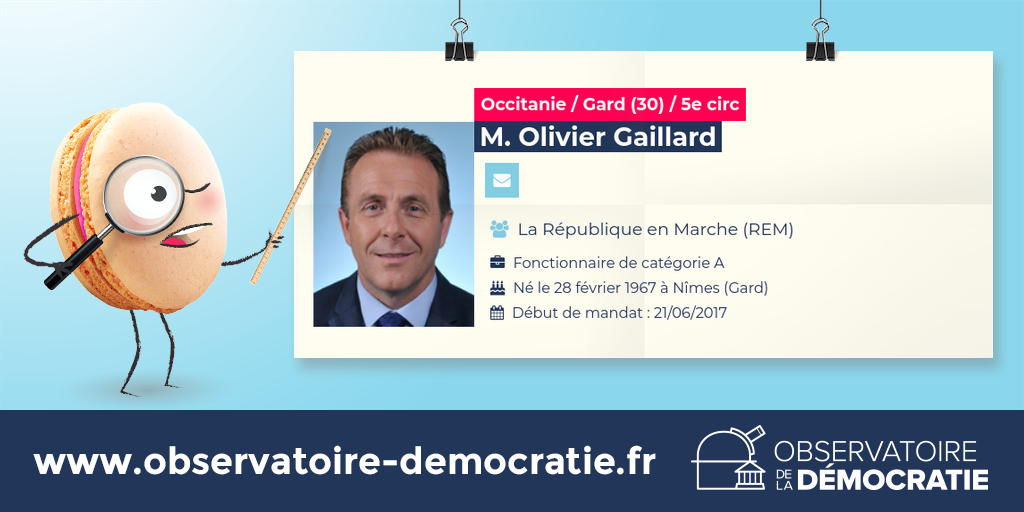 Occitanie / Gard (30) / 5e circ
M. Olivier Gaillard
La République en Marche (REM)
Fonctionnaire de catégorie A
Né le 28 février 1967 à Nîmes (Gard)
Début de mandat : 21/06/2017
www.observatoire-democratie.fr
OBSERVATOIRE
DE LA DÉMOCRATIE